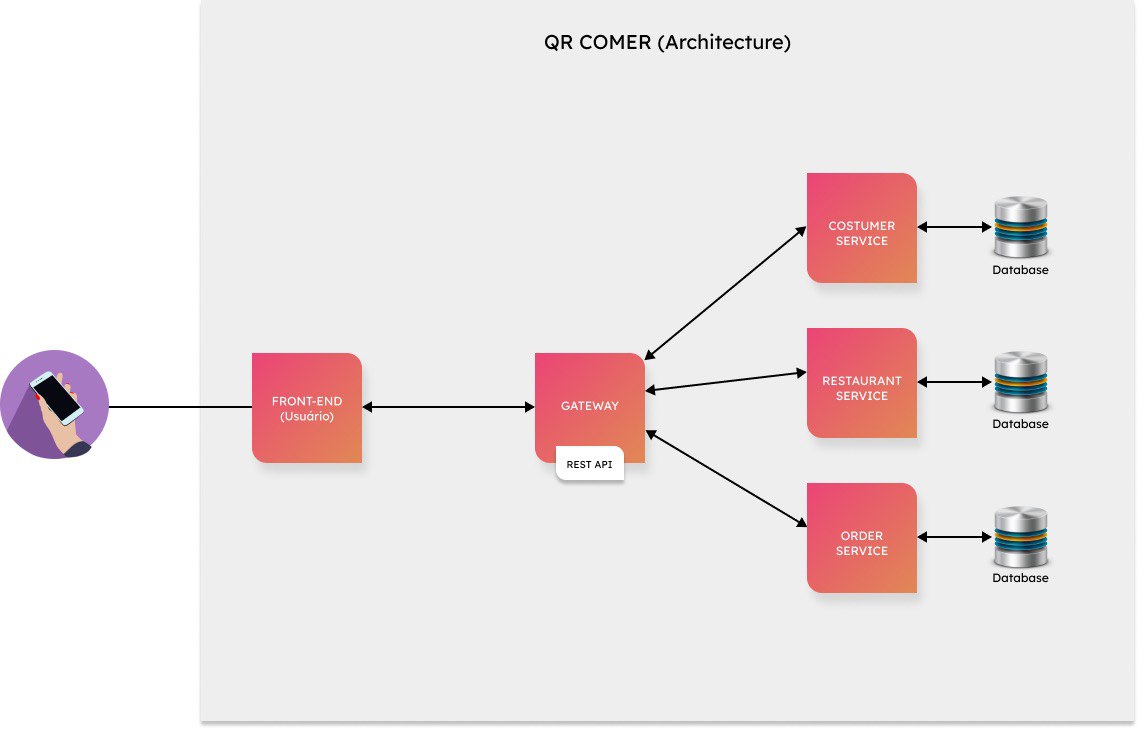 QR COMER (Architecture)
COSTUMER
SERVICE
Database
RESTAURANT
SERVICE
Database
FRONT-END
(Usuário)
GATEWAY
REST API
ORDER
SERVICE
Database